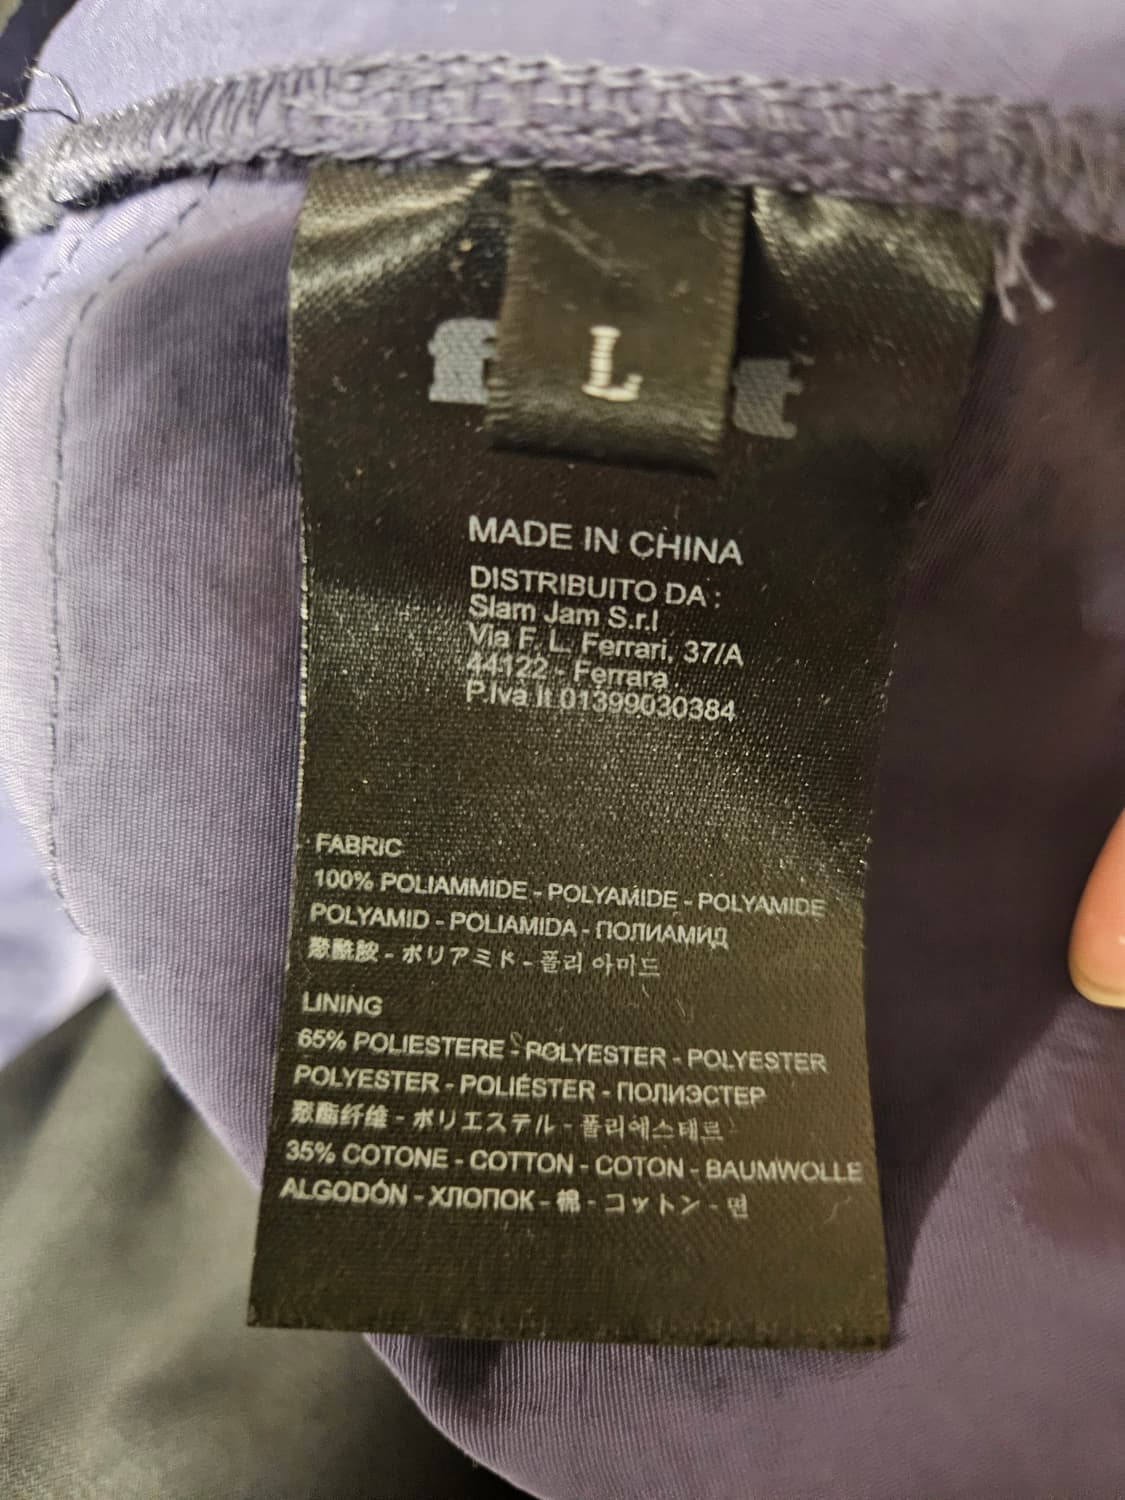 L
MADE IN CHINA
DISTRIBUITO DA :
Slam Jam S.r.l
Via F. L. Ferrari, 37/A
44122 - Ferrara
P.Iva It 01399030384
FABRIC
100% POLIAMMIDE - POLYAMIDE - POLYAMIDE
POLYAMID - POLIAMIDA - ПОЛИАМИД
聚酰胺 - ポリアミド - 폴리 아미드
LINING
65% POLIESTERE - POLYESTER - POLYESTER
POLYESTER - POLIÉSTER - ПОЛИЭСТЕР
聚酯纤维 - ポリエステル - 폴리에스테르
35% COTONE - COTTON - COTON - BAUMWOLLE
ALGODÓN - ХЛОПОК - 棉 - コットン - 면